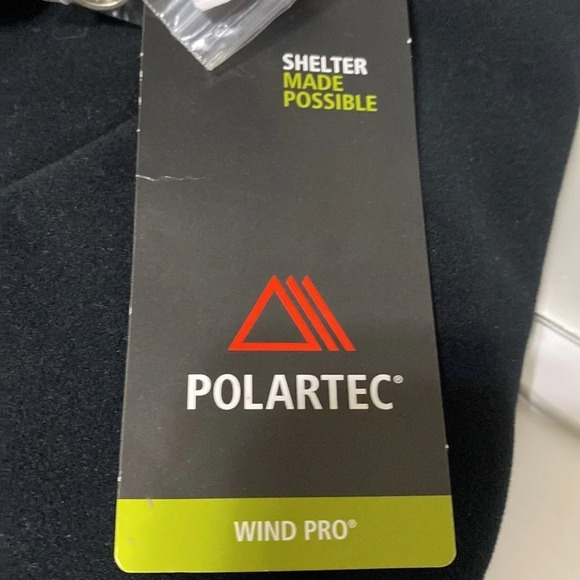 SHELTER
MADE
POSSIBLE
POLARTEC®
WIND PRO®